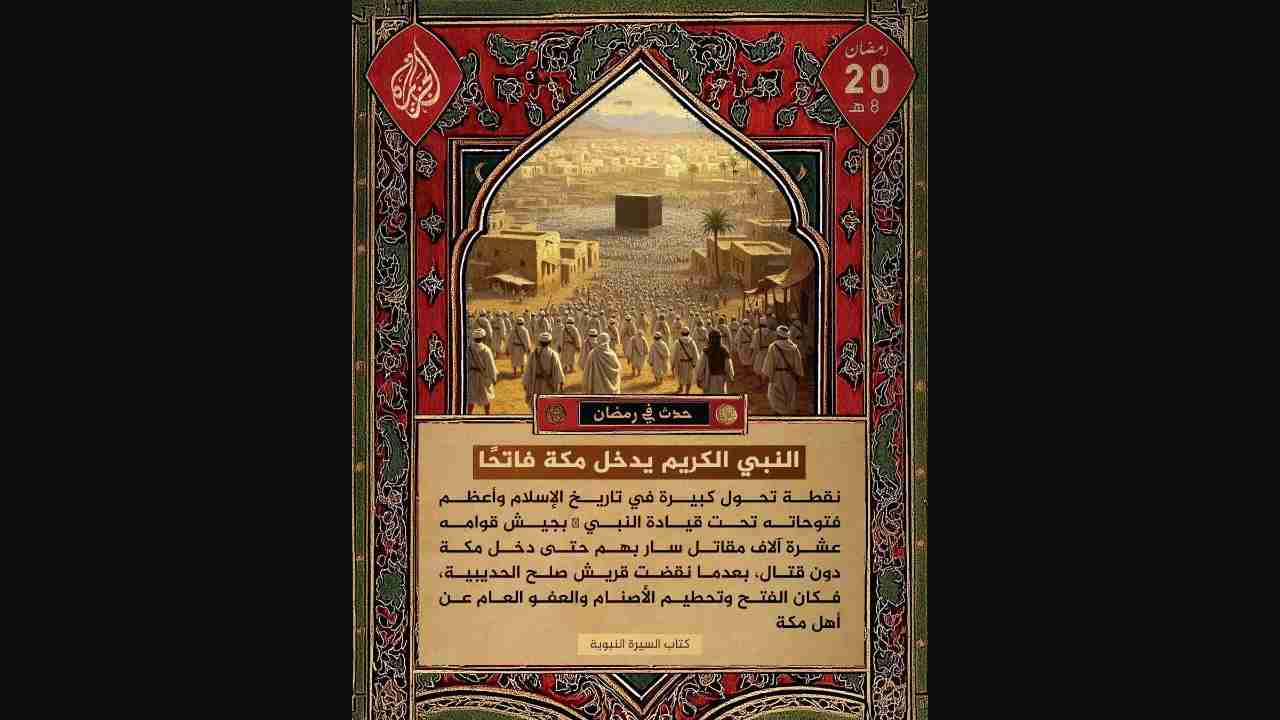 الجزيرة
رمضان
20
8 هـ
حدث في رمضان
النبي الكريم يدخل مكة فاتحًا
نقطة تحول كبيرة في تاريخ الإسلام وأعظم
فتوحاته تحت قيادة النبي ﷺ بجيش قوامه
عشرة آلاف مقاتل سار بهم حتى دخل مكة
دون قتال، بعدما نقضت قريش صلح الحديبية،
فكان الفتح وتحطيم الأصنام والعفو العام عن
أهل مكة
كتاب السيرة النبوية